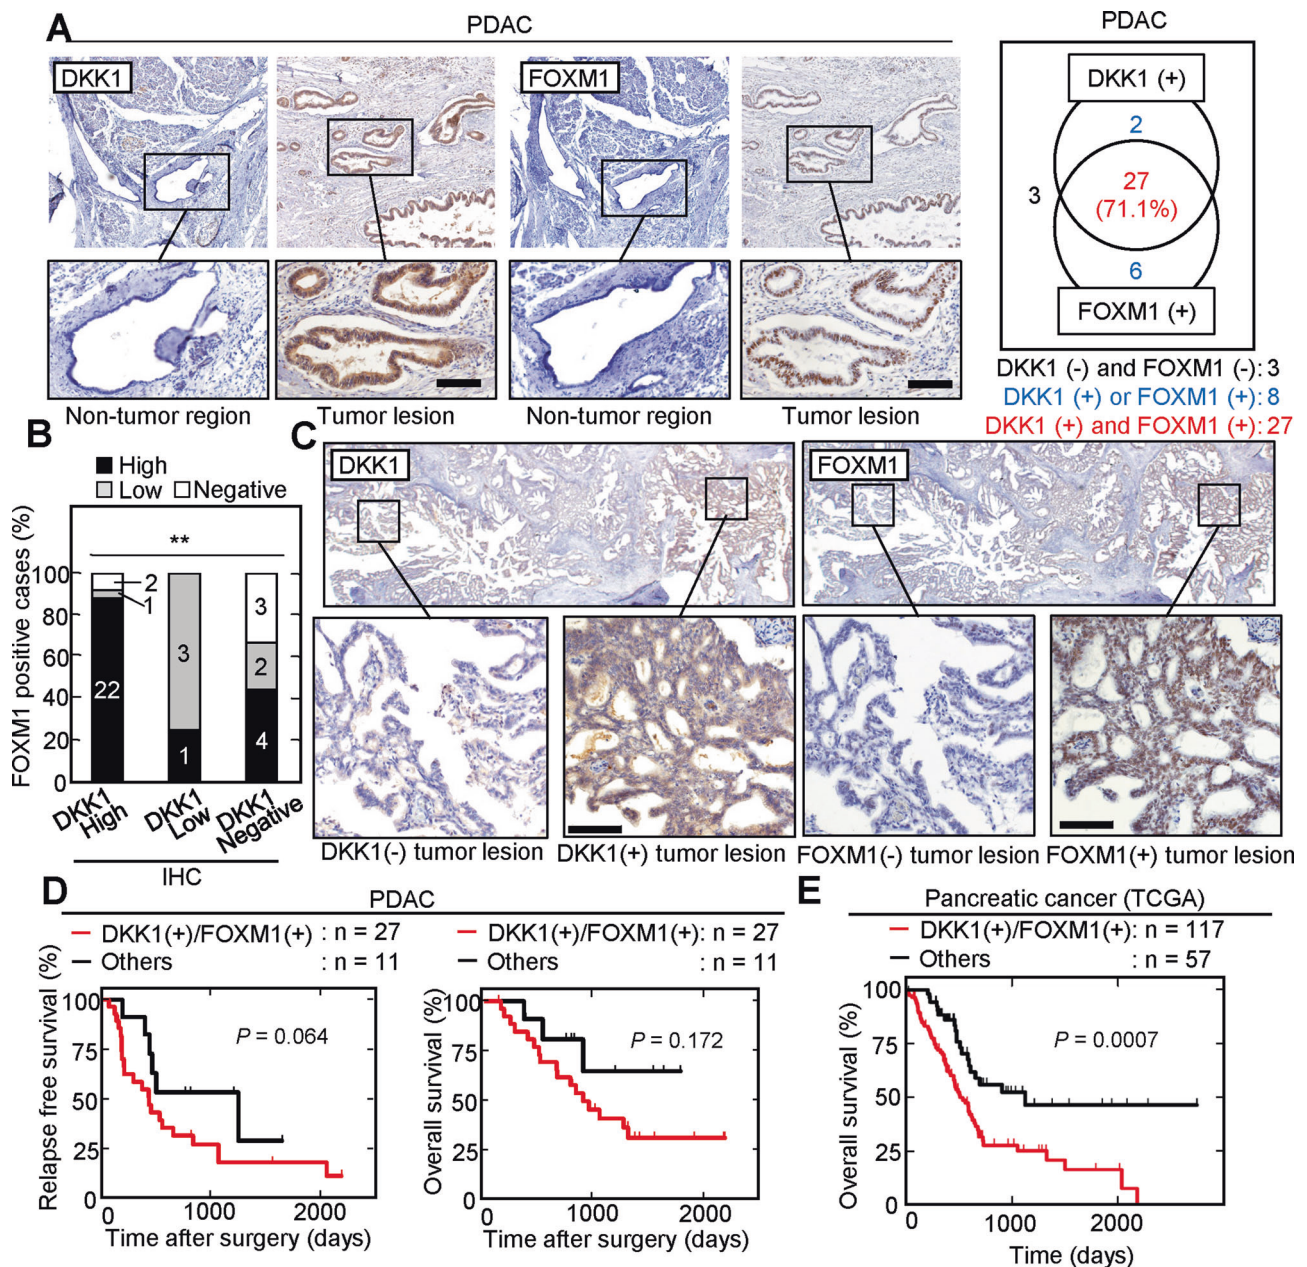 A
PDAC
PDAC
DKK1
FOXM1
DKK1 (+)
2
3
27
(71.1%)
6
FOXM1 (+)
Non-tumor region
Tumor lesion
Non-tumor region
Tumor lesion
DKK1 (-) and FOXM1 (-): 3
DKK1 (+) or FOXM1 (+): 8
DKK1 (+) and FOXM1 (+): 27
B
High
Low
Negative
FOXM1 positive cases (%)
**
100
80
60
40
20
0
2
1
22
3
1
3
2
4
DKK1 High
DKK1 Low
DKK1 Negative
IHC
C
DKK1
FOXM1
DKK1(-) tumor lesion
DKK1(+) tumor lesion
FOXM1(-) tumor lesion
FOXM1(+) tumor lesion
D
PDAC
DKK1(+)/FOXM1(+) : n = 27
Others : n = 11
Relapse free survival (%)
100
75
50
25
0
P = 0.064
0 1000 2000
Time after surgery (days)
DKK1(+)/FOXM1(+): n = 27
Others : n = 11
Overall survival (%)
100
75
50
25
0
P = 0.172
0 1000 2000
Time after surgery (days)
E
Pancreatic cancer (TCGA)
DKK1(+)/FOXM1(+): n = 117
Others : n = 57
Overall survival (%)
100
75
50
25
0
P = 0.0007
0 1000 2000
Time (days)